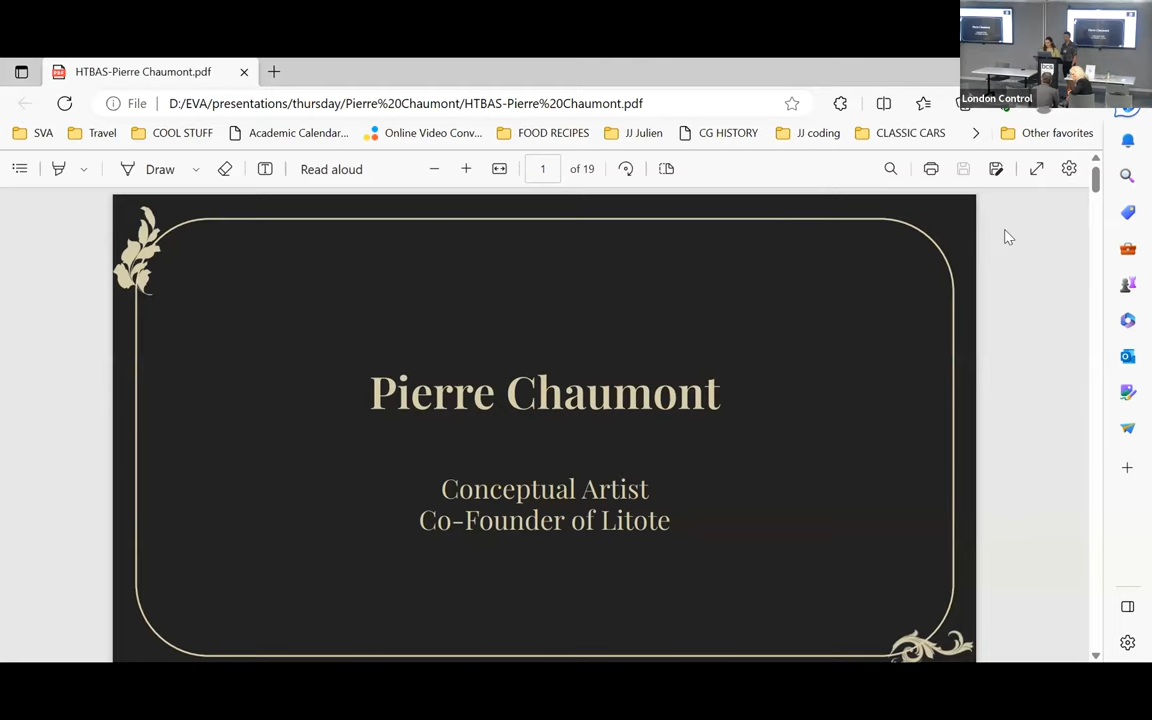 HTBAS-Pierre Chaumont.pdf
File
D:/EVA/presentations/thursday/Pierre%20Chaumont/HTBAS-Pierre%20Chaumont.pdf
London Control
SVA
Travel
COOL STUFF
Academic Calendar...
Online Video Conv...
FOOD RECIPES
JJ Julien
CG HISTORY
JJ coding
CLASSIC CARS
Other favorites
Draw
Read aloud
1 of 19
Pierre Chaumont
Conceptual Artist
Co-Founder of Litote